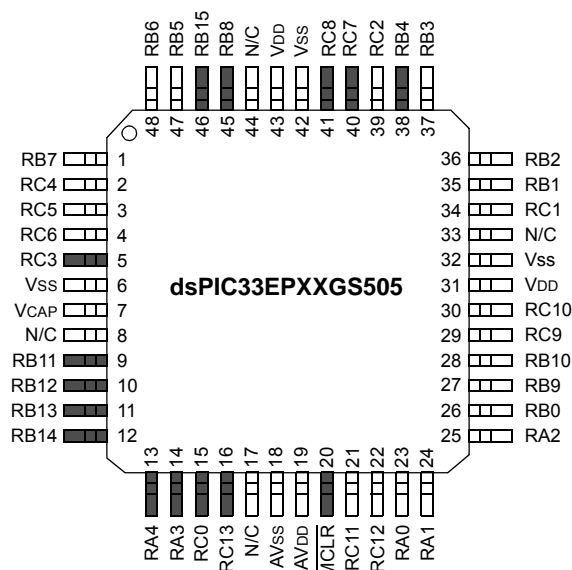 RB6 RB5 RB15 RB8 N/C VDD VSS RC8 RC7 RC2 RB4 RB3
48 47 46 45 44 43 42 41 40 39 38 37
RB7 1 36 RB2
RC4 2 35 RB1
RC5 3 34 RC1
RC6 4 33 N/C
RC3 5 32 Vss
VSS 6 31 VDD
VCAP 7 30 RC10
N/C 8 29 RC9
RB11 9 28 RB10
RB12 10 27 RB9
RB13 11 26 RB0
RB14 12 25 RA2
dsPIC33EPXXGS505
13 14 15 16 17 18 19 20 21 22 23 24
RA4 RA3 RC0 RC13 N/C AVSS AVDD MCLR RC11 RC12 RA0 RA1